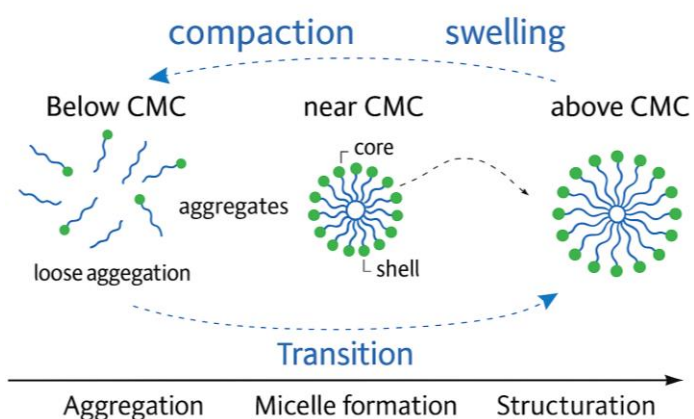 compaction swelling
Below CMC near CMC above CMC
core
aggregates
shell
loose aggegation
Transition
Aggregation Micelle formation Structuration